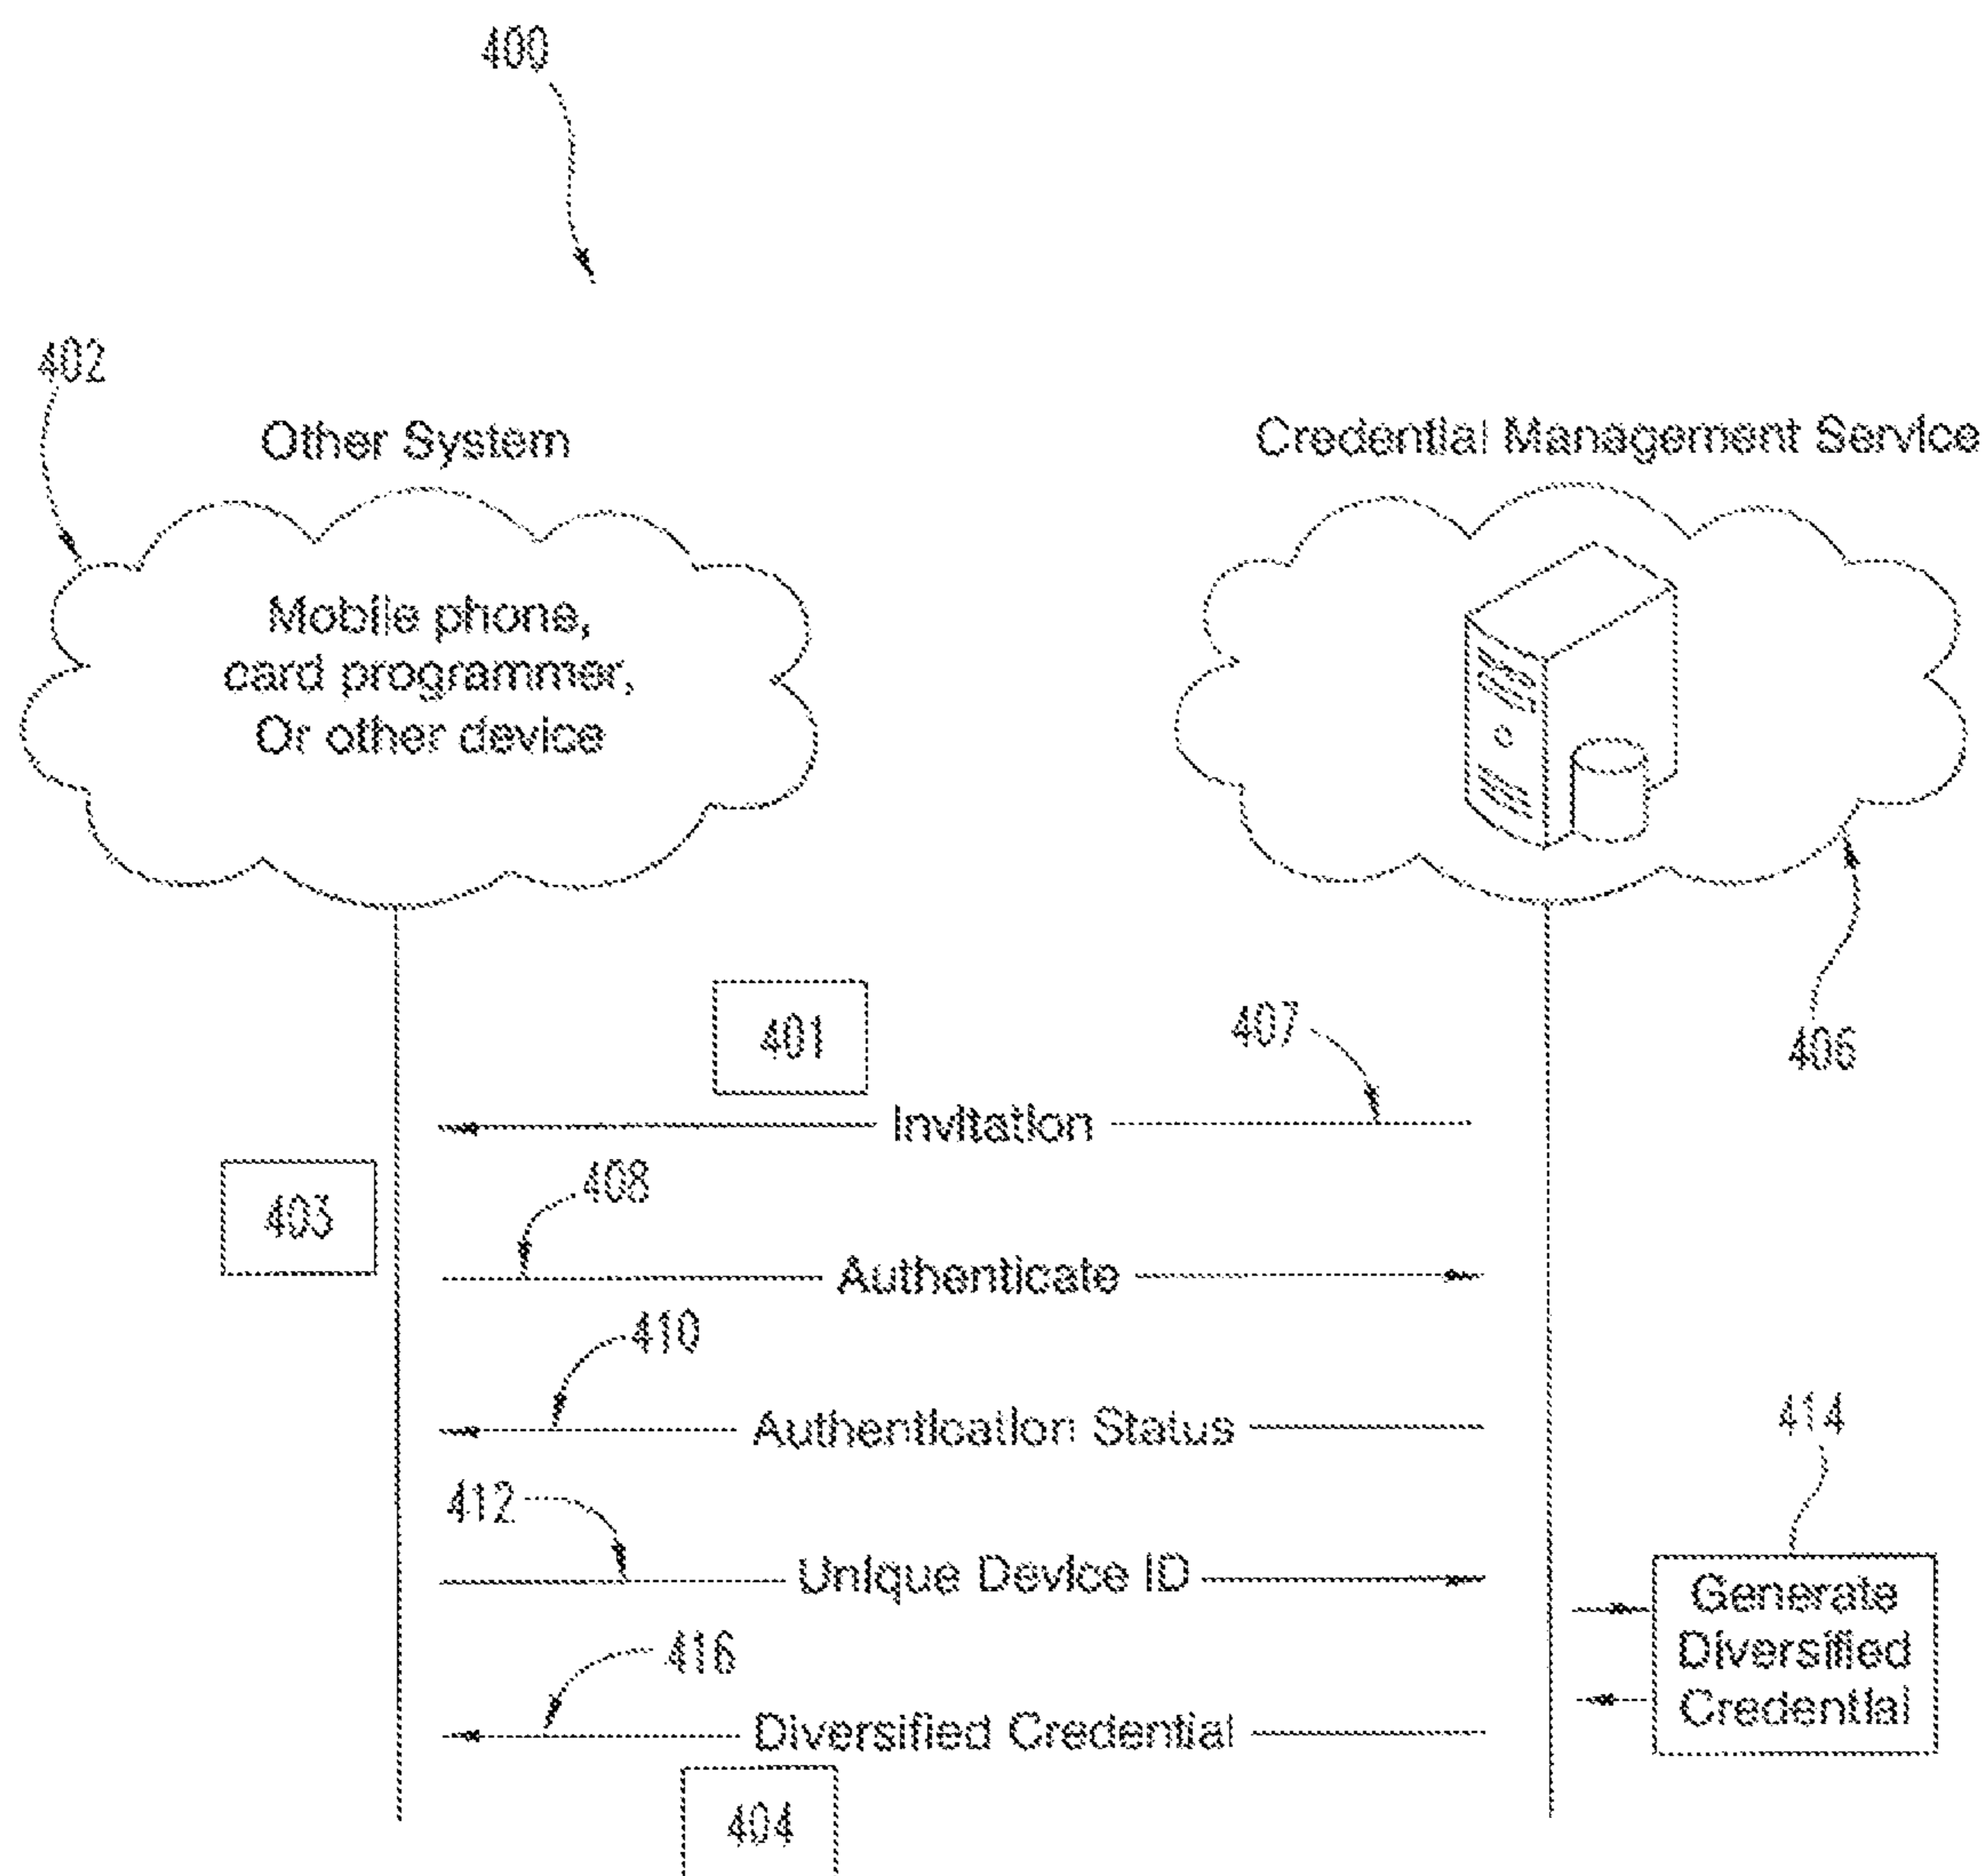 400
402
Other System
Credential Management Service
Mobile phone,
card programmer,
Or other device
401
407
406
Invitation
403
408
Authenticate
410
Authentication Status
414
412
Unique Device ID
Generate
Diversified
Credential
416
Diversified Credential
404